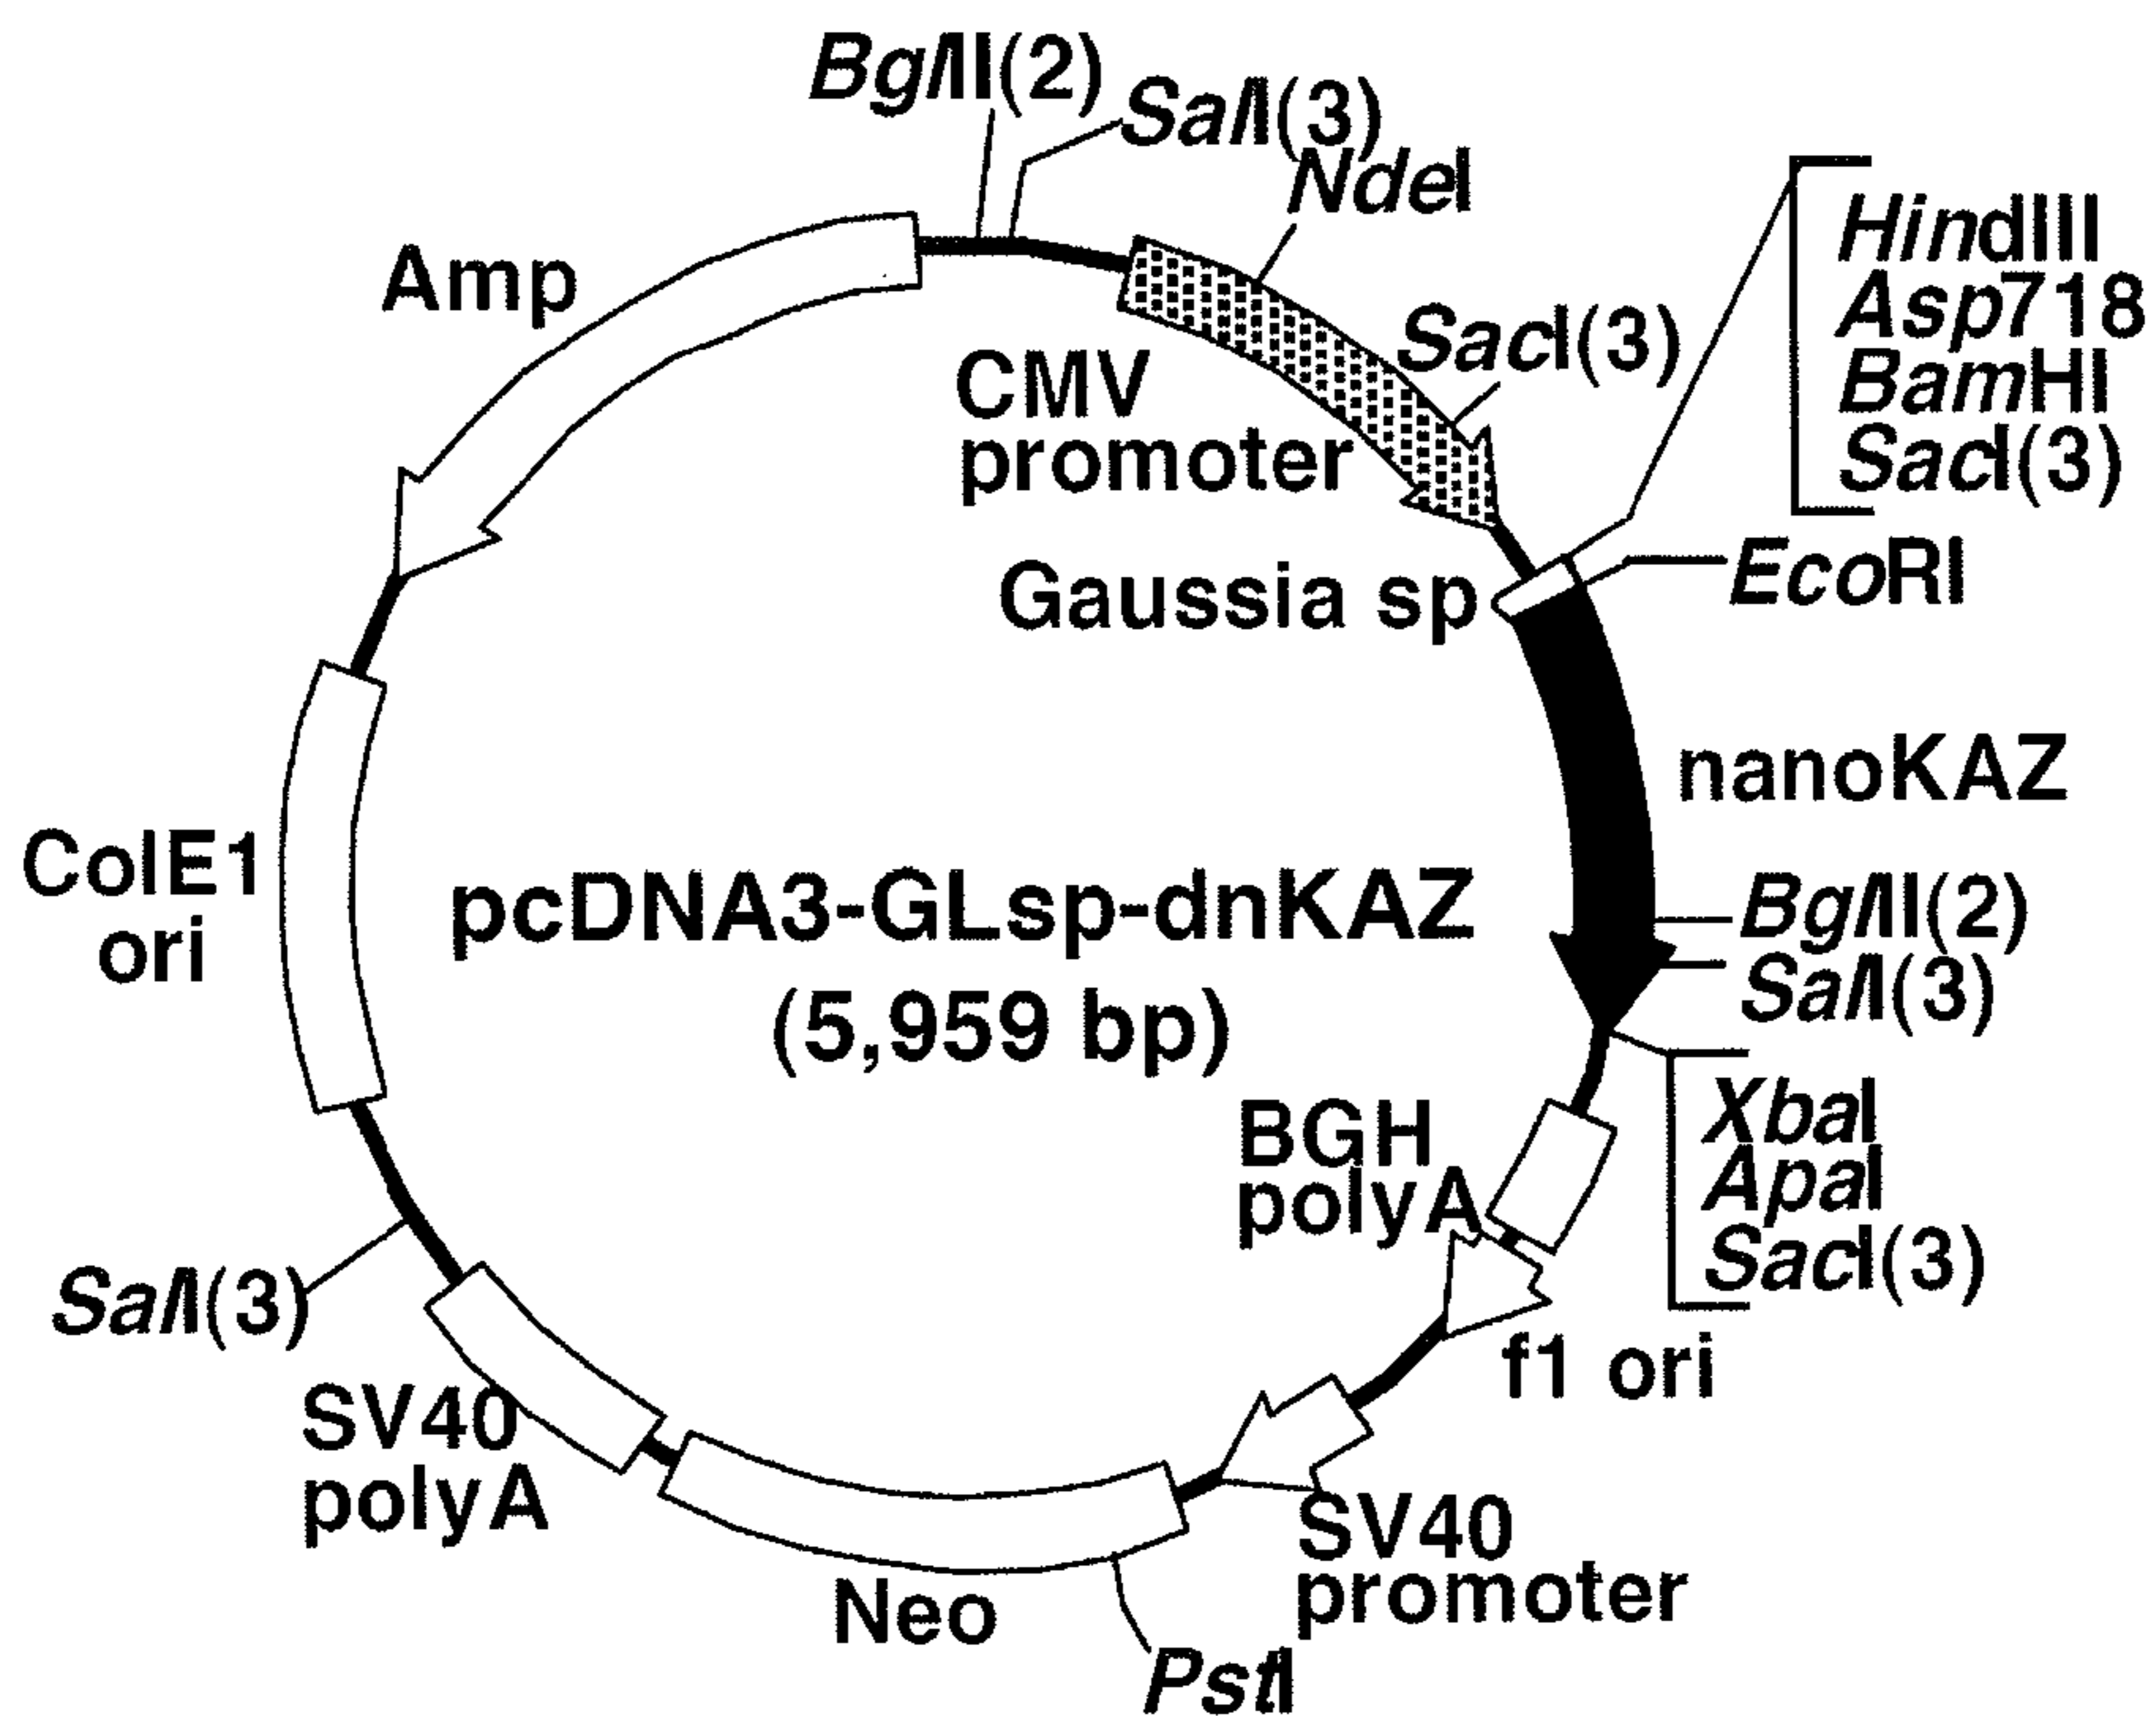 BglII(2)
SalI(3)
NdeI
HindIII
Asp718
BamHI
SacI(3)
Amp
SacI(3)
CMV
promoter
EcoRI
Gaussia sp
nanoKAZ
ColE1
ori
pcDNA3-GLsp-dnKAZ
(5,959 bp)
BglII(2)
SalI(3)
XbaI
ApaI
SacI(3)
BGH
polyA
SalI(3)
f1 ori
SV40
polyA
SV40
promoter
Neo
PstI